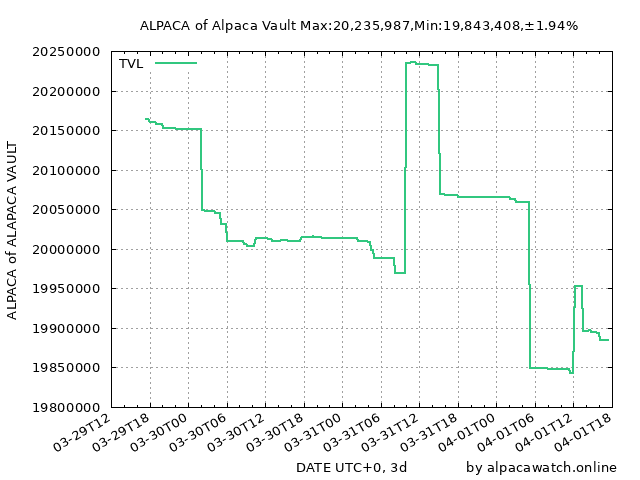 ALPACA of Alpaca Vault Max:20,235,987,Min:19,843,408,±1.94%
TVL
ALPACA of ALAPACA VAULT
20250000
20200000
20150000
20100000
20050000
20000000
19950000
19900000
19850000
19800000
03-29T12
03-29T18
03-30T00
03-30T06
03-30T12
03-30T18
03-31T00
03-31T06
03-31T12
03-31T18
04-01T00
04-01T06
04-01T12
04-01T18
DATE UTC+0, 3d
by alpacawatch.online